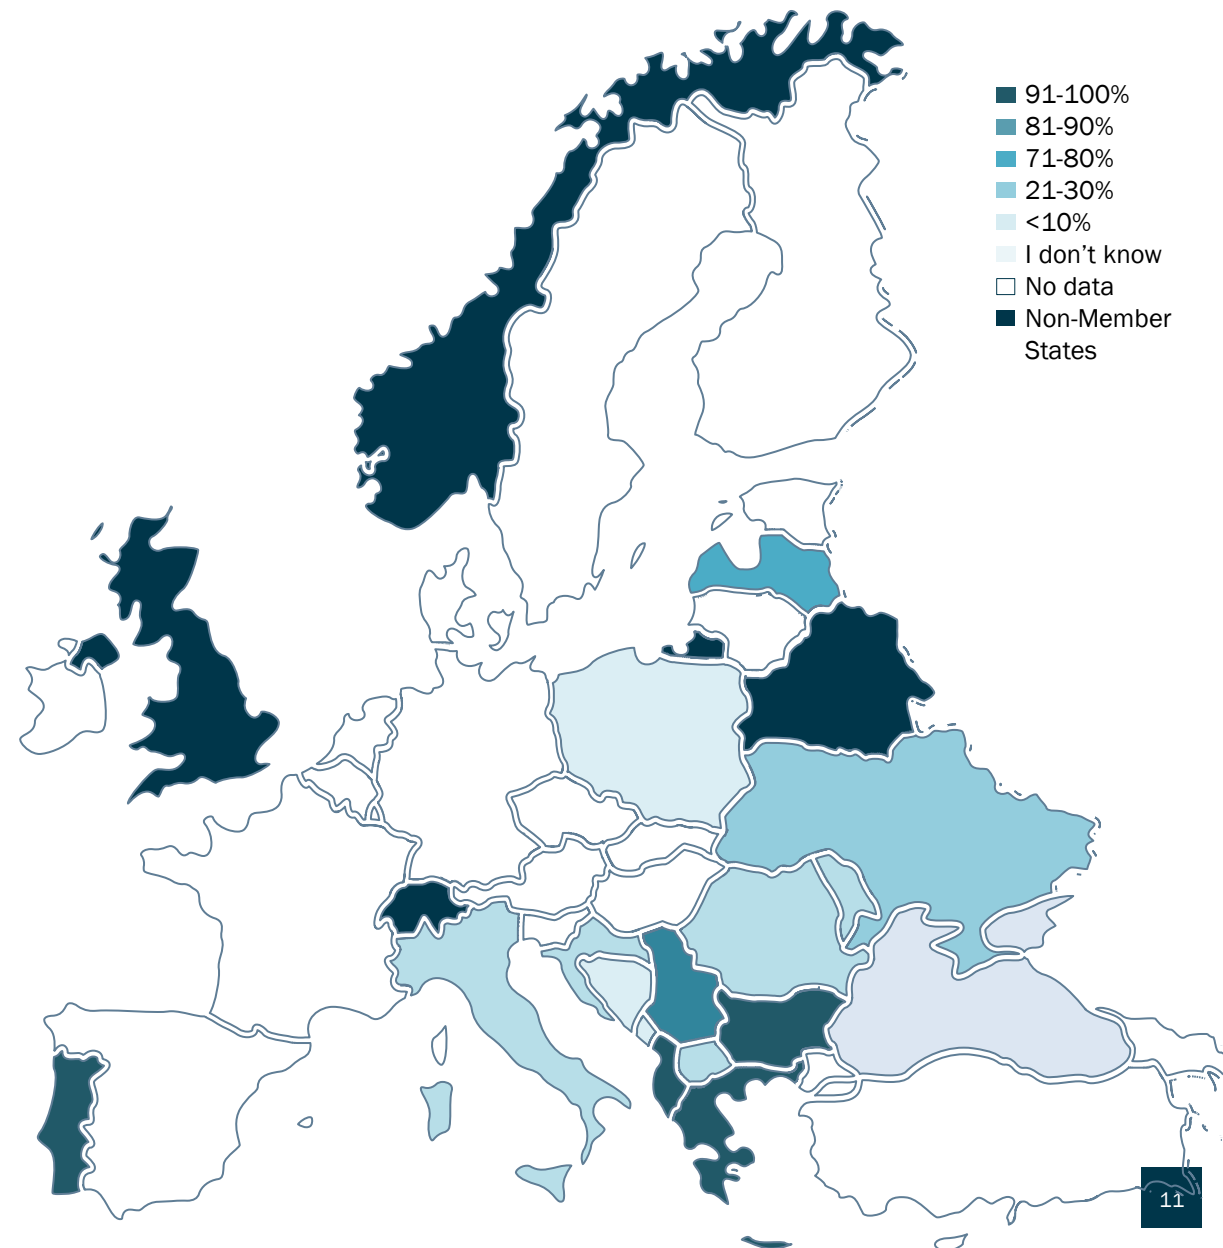 91-100%
81-90%
71-80%
21-30%
<10%
I don’t know
No data
Non-Member
States
11